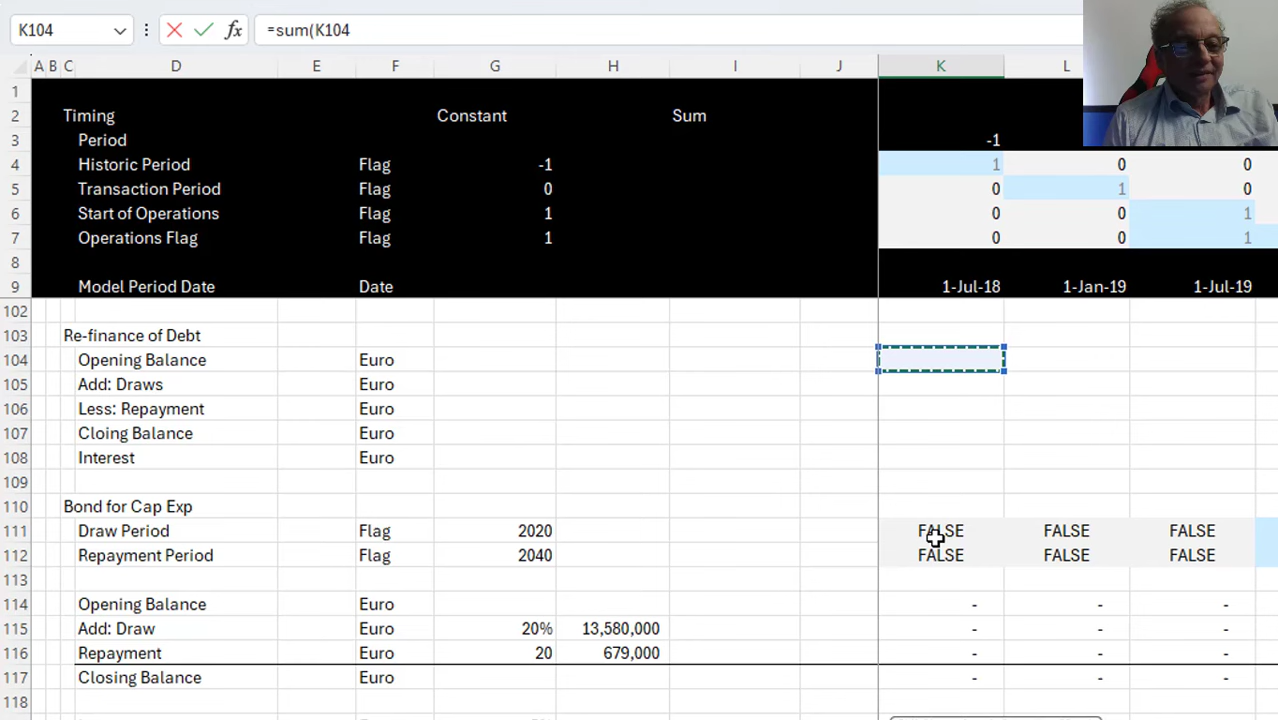 K104 =sum(K104
A B C D E F G H I J K L
1
2 Timing Constant Sum
3 Period -1
4 Historic Period Flag -1 1 0 0
5 Transaction Period Flag 0 0 1 0
6 Start of Operations Flag 1 0 0 1
7 Operations Flag Flag 1 0 0 1
8
9 Model Period Date Date 1-Jul-18 1-Jan-19 1-Jul-19
102
103 Re-finance of Debt
104 Opening Balance Euro
105 Add: Draws Euro
106 Less: Repayment Euro
107 Cloing Balance Euro
108 Interest Euro
109
110 Bond for Cap Exp
111 Draw Period Flag 2020 FALSE FALSE FALSE
112 Repayment Period Flag 2040 FALSE FALSE FALSE
113
114 Opening Balance Euro - - -
115 Add: Draw Euro 20% 13,580,000 - - -
116 Repayment Euro 20 679,000 - - -
117 Closing Balance Euro - - -
118